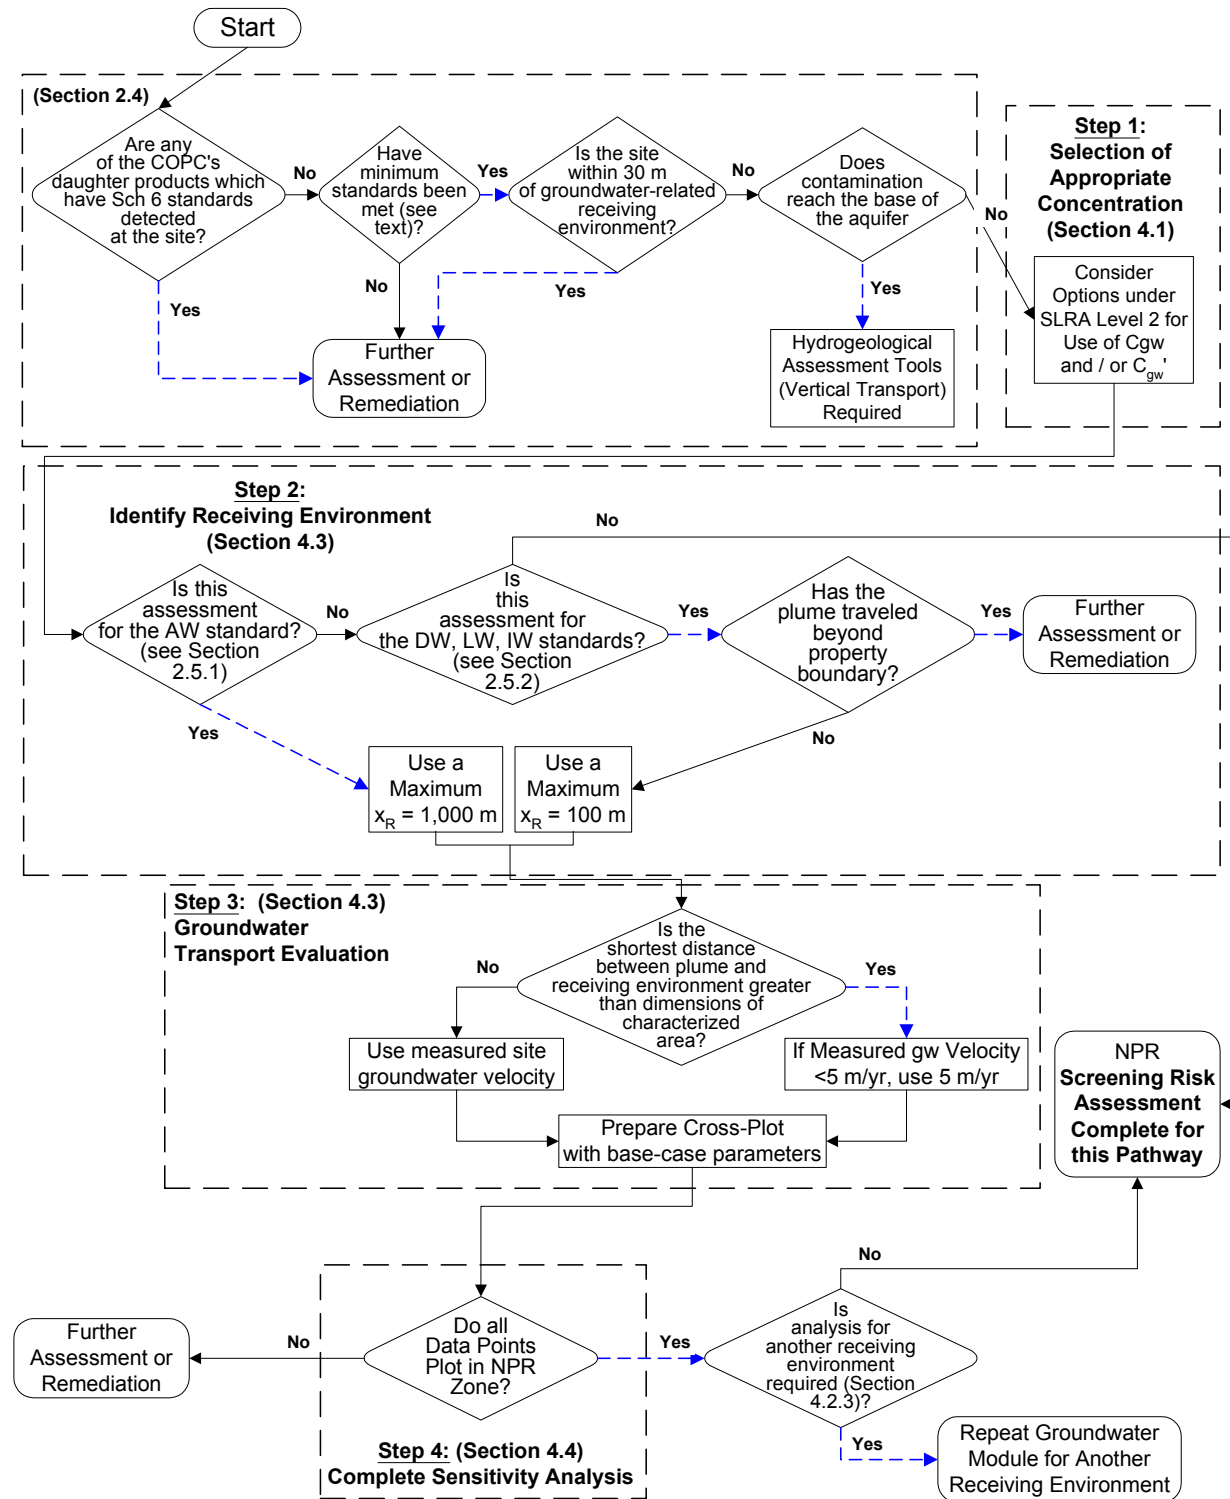 Start
(Section 2.4)
Are any
of the COPC's
daughter products which
have Sch 6 standards
detected
at the site?
No
Yes
Have
minimum
standards been
met (see
text)?
Yes
No
Is the site
within 30 m
of groundwater-related
receiving
environment?
No
Yes
Does
contamination
reach the base of
the aquifer
No
Yes
Further
Assessment or
Remediation
Hydrogeological
Assessment Tools
(Vertical Transport)
Required
Step 1:
Selection of
Appropriate
Concentration
(Section 4.1)
Consider
Options under
SLRA Level 2 for
Use of Cgw
and / or Cgw'
Step 2:
Identify Receiving Environment
(Section 4.3)
Is this
assessment
for the AW standard?
(see Section
2.5.1)
No
Yes
Is
this
assessment for
the DW, LW, IW standards?
(see Section
2.5.2)
No
Yes
Has the
plume traveled
beyond
property
boundary?
Yes
No
Further
Assessment or
Remediation
Use a
Maximum
xR = 1,000 m
Use a
Maximum
xR = 100 m
Step 3: (Section 4.3)
Groundwater
Transport Evaluation
Is the
shortest distance
between plume and
receiving environment greater
than dimensions of
characterized
area?
No
Yes
Use measured site
groundwater velocity
If Measured gw Velocity
<5 m/yr, use 5 m/yr
Prepare Cross-Plot
with base-case parameters
NPR
Screening Risk
Assessment
Complete for
this Pathway
Do all
Data Points
Plot in NPR
Zone?
No
Yes
Further
Assessment or
Remediation
Step 4: (Section 4.4)
Complete Sensitivity Analysis
Is
analysis for
another receiving
environment
required (Section
4.2.3)?
No
Yes
Repeat Groundwater
Module for Another
Receiving Environment